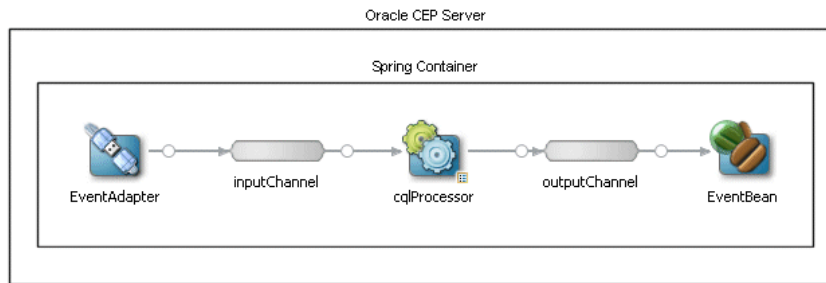 Oracle CEP Server
Spring Container
EventAdapter
inputChannel
cqlProcessor
outputChannel
EventBean